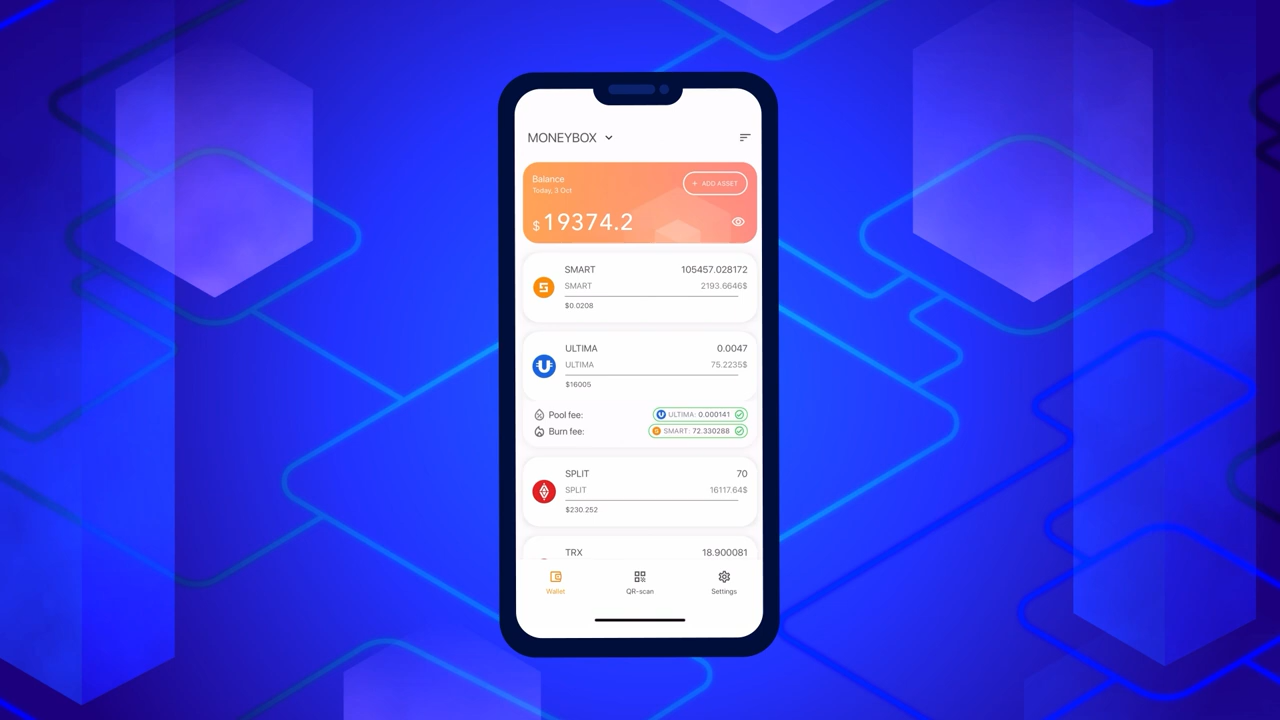 MONEYBOX
Balance
Today, 3 Oct
+ ADD ASSET
$19374.2
SMART 105457.028172
SMART 2193.6646$
$0.0208
ULTIMA 0.0047
ULTIMA 75.2235$
$16005
Pool fee: ULTIMA: 0.000141
Burn fee: SMART: 72.330288
SPLIT 70
SPLIT 16117.64$
$230.252
TRX 18.900081
Wallet QR-scan Settings